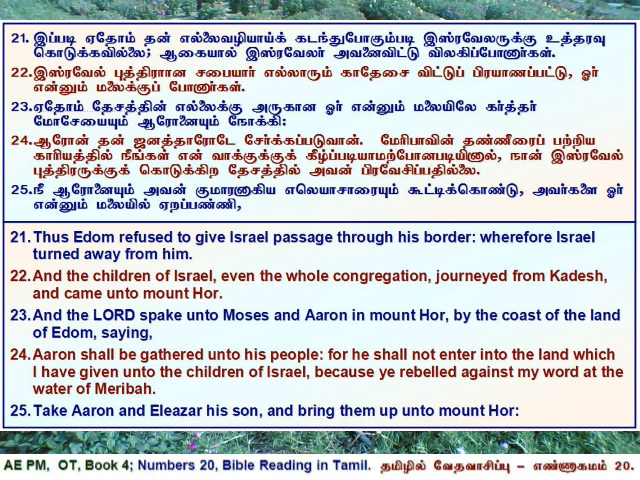 21. இப்படி ஏதோம் தன் எல்லைவழியாய்க் கடந்துபோகும்படி இஸ்ரவேலருக்கு உத்தரவு
கொடுக்கவில்லை; ஆகையால் இஸ்ரவேலர் அவனைவிட்டு விலகிப்போனார்கள்.
22. இஸ்ரவேல் புத்திரரான சபையார் எல்லாரும் காதேசை விட்டுப் பிரயாணப்பட்டு, ஓர்
என்னும் மலைக்குப் போனார்கள்.
23. ஏதோம் தேசத்தின் எல்லைக்கு அருகான ஓர் என்னும் மலையிலே கர்த்தர்
மோசேயையும் ஆரோனையும் நோக்கி:
24. ஆரோன் தன் ஜனத்தாரோடே சேர்க்கப்படுவான். மேரிபாவின் தண்ணீரைப் பற்றிய
காரியத்தில் நீங்கள் என் வாக்குக்குக் கீழ்ப்படியாமற்போனபடியினால், நான் இஸ்ரவேல்
புத்திரருக்குக் கொடுக்கிற தேசத்தில் அவன் பிரவேசிப்பதில்லை.
25. நீ ஆரோனையும் அவன் குமாரனாகிய எலெயாசாரையும் கூட்டிக்கொண்டு, அவர்களை ஓர்
என்னும் மலையில் ஏறப்பண்ணி,
21. Thus Edom refused to give Israel passage through his border: wherefore Israel
turned away from him.
22. And the children of Israel, even the whole congregation, journeyed from Kadesh,
and came unto mount Hor.
23. And the LORD spake unto Moses and Aaron in mount Hor, by the coast of the land
of Edom, saying,
24. Aaron shall be gathered unto his people: for he shall not enter into the land which
I have given unto the children of Israel, because ye rebelled against my word at the
water of Meribah.
25. Take Aaron and Eleazar his son, and bring them up unto mount Hor:
AE PM, OT, Book 4; Numbers 20, Bible Reading in Tamil. தமிழில் வேதவாசிப்பு – எண்ணாகமம் 20.